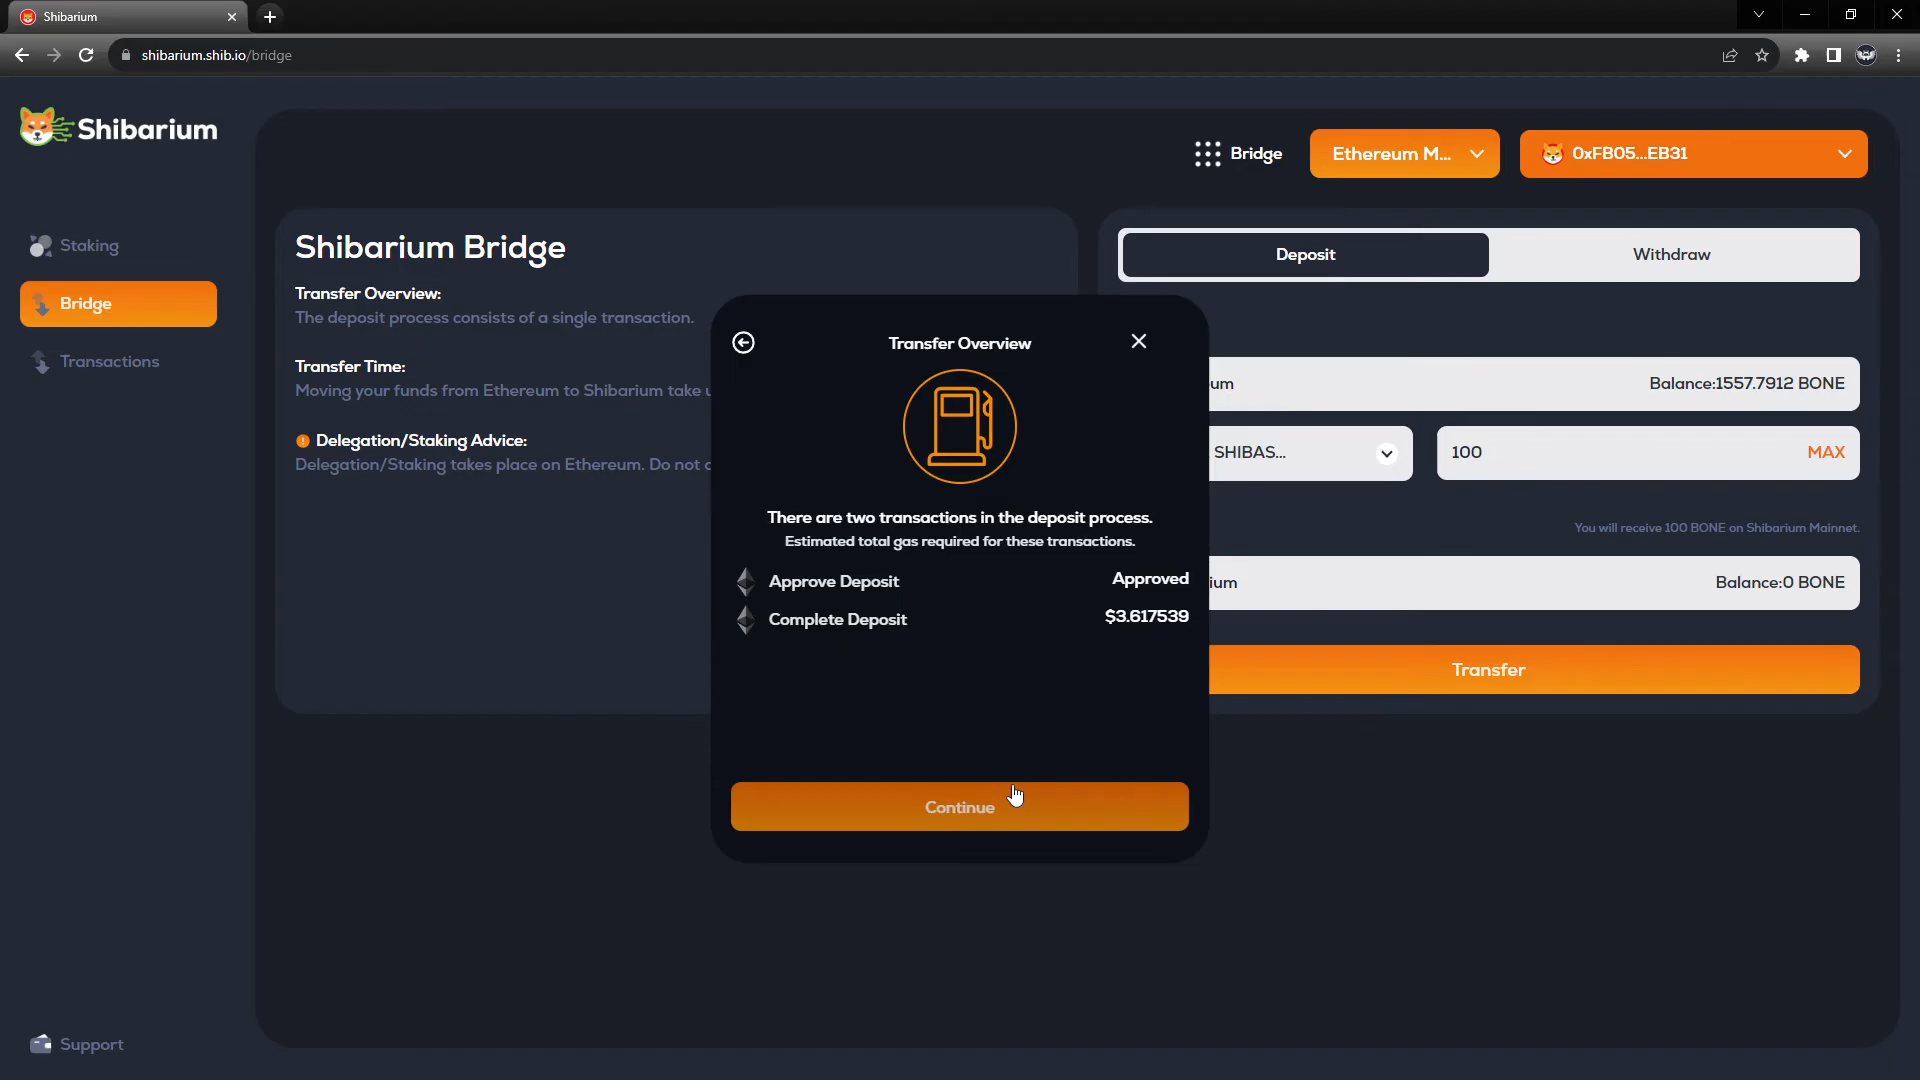 Shibarium
shibarium.shib.io/bridge
Shibarium
Bridge
Ethereum M...
0xFB05...EB31
Staking
Bridge
Transactions
Support
Shibarium Bridge
Transfer Overview:
The deposit process consists of a single transaction.
Transfer Time:
Moving your funds from Ethereum to Shibarium take
Delegation/Staking Advice:
Delegation/Staking takes place on Ethereum. Do not
Transfer Overview
There are two transactions in the deposit process.
Estimated total gas required for these transactions.
Approve Deposit Approved
Complete Deposit $3.617539
Continue
Deposit Withdraw
um Balance:1557.7912 BONE
SHIBAS... 100 MAX
You will receive 100 BONE on Shibarium Mainnet.
ium Balance:0 BONE
Transfer